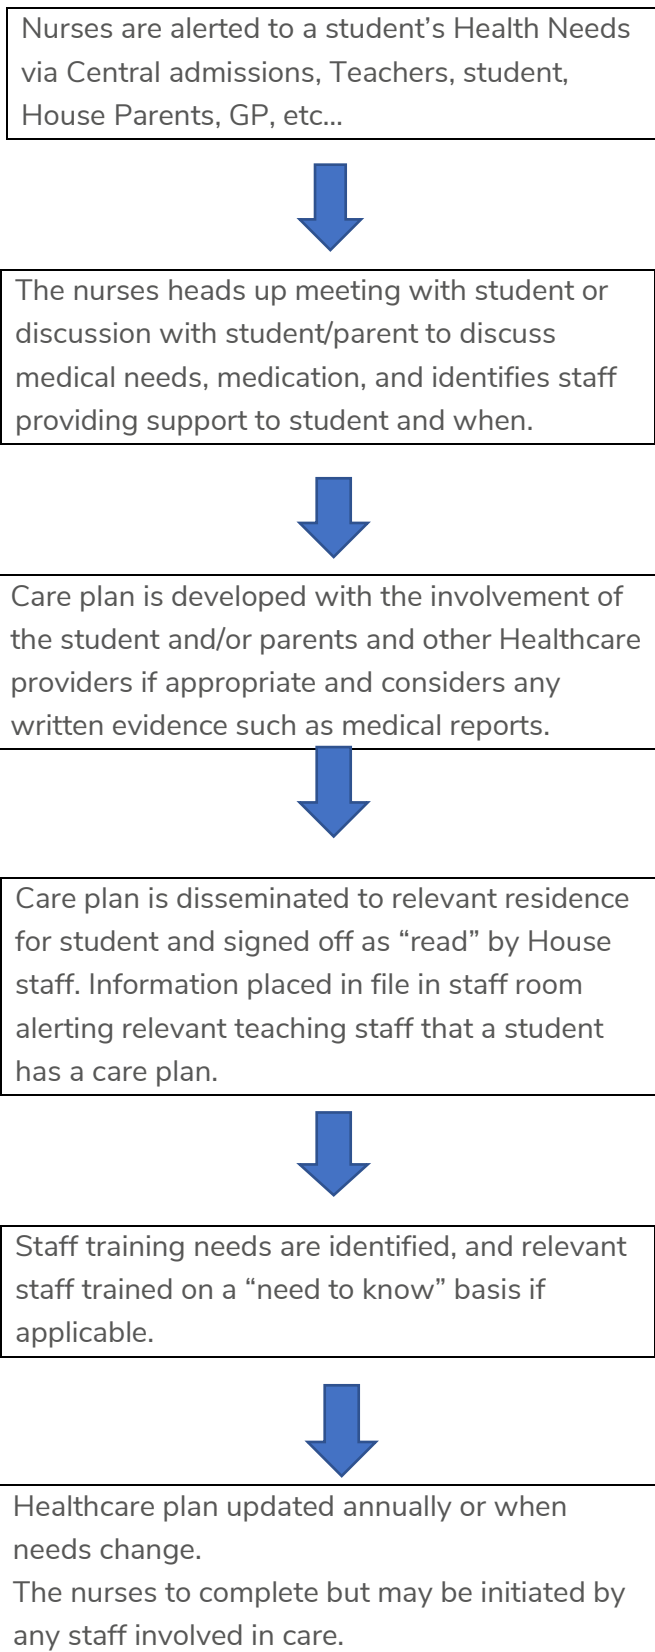 Nurses are alerted to a student’s Health Needs
via Central admissions, Teachers, student,
House Parents, GP, etc...
The nurses heads up meeting with student or
discussion with student/parent to discuss
medical needs, medication, and identifies staff
providing support to student and when.
Care plan is developed with the involvement of
the student and/or parents and other Healthcare
providers if appropriate and considers any
written evidence such as medical reports.
Care plan is disseminated to relevant residence
for student and signed off as “read” by House
staff. Information placed in file in staff room
alerting relevant teaching staff that a student
has a care plan.
Staff training needs are identified, and relevant
staff trained on a “need to know” basis if
applicable.
Healthcare plan updated annually or when
needs change.
The nurses to complete but may be initiated by
any staff involved in care.